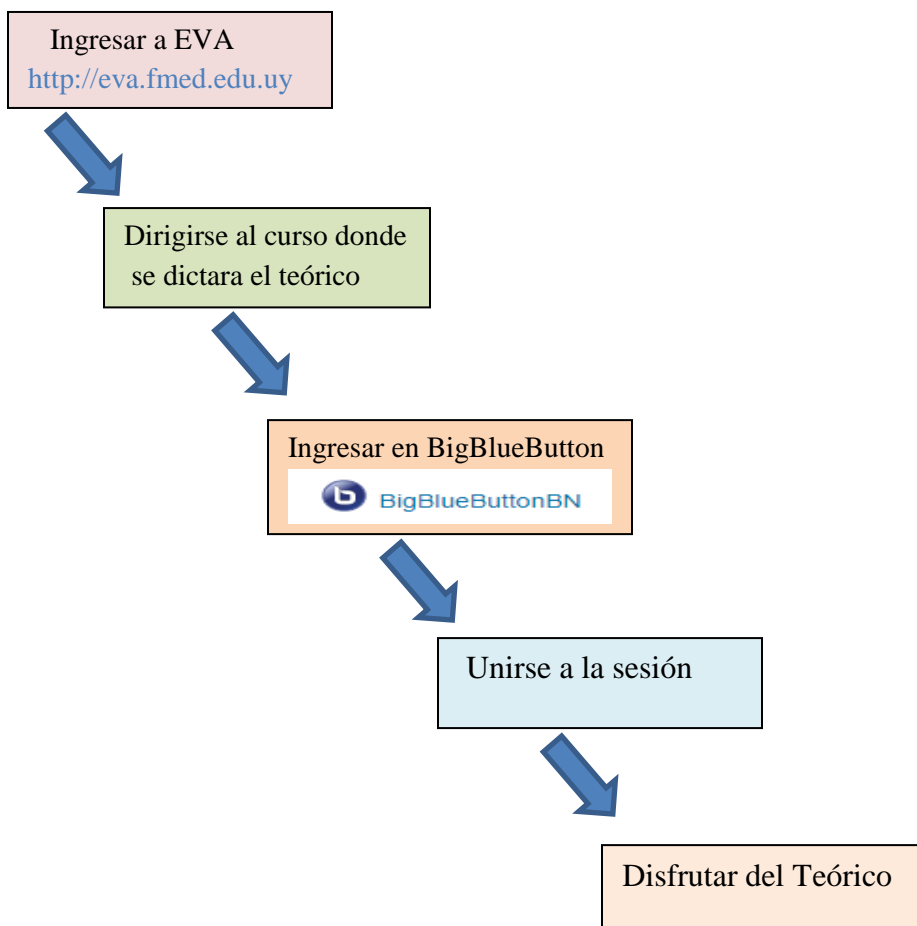 Ingresar a EVA
http://eva.fmed.edu.uy
Dirigirse al curso donde
se dictara el teórico
Ingresar en BigBlueButton
b BigBlueButtonBN
Unirse a la sesión
Disfrutar del Teórico